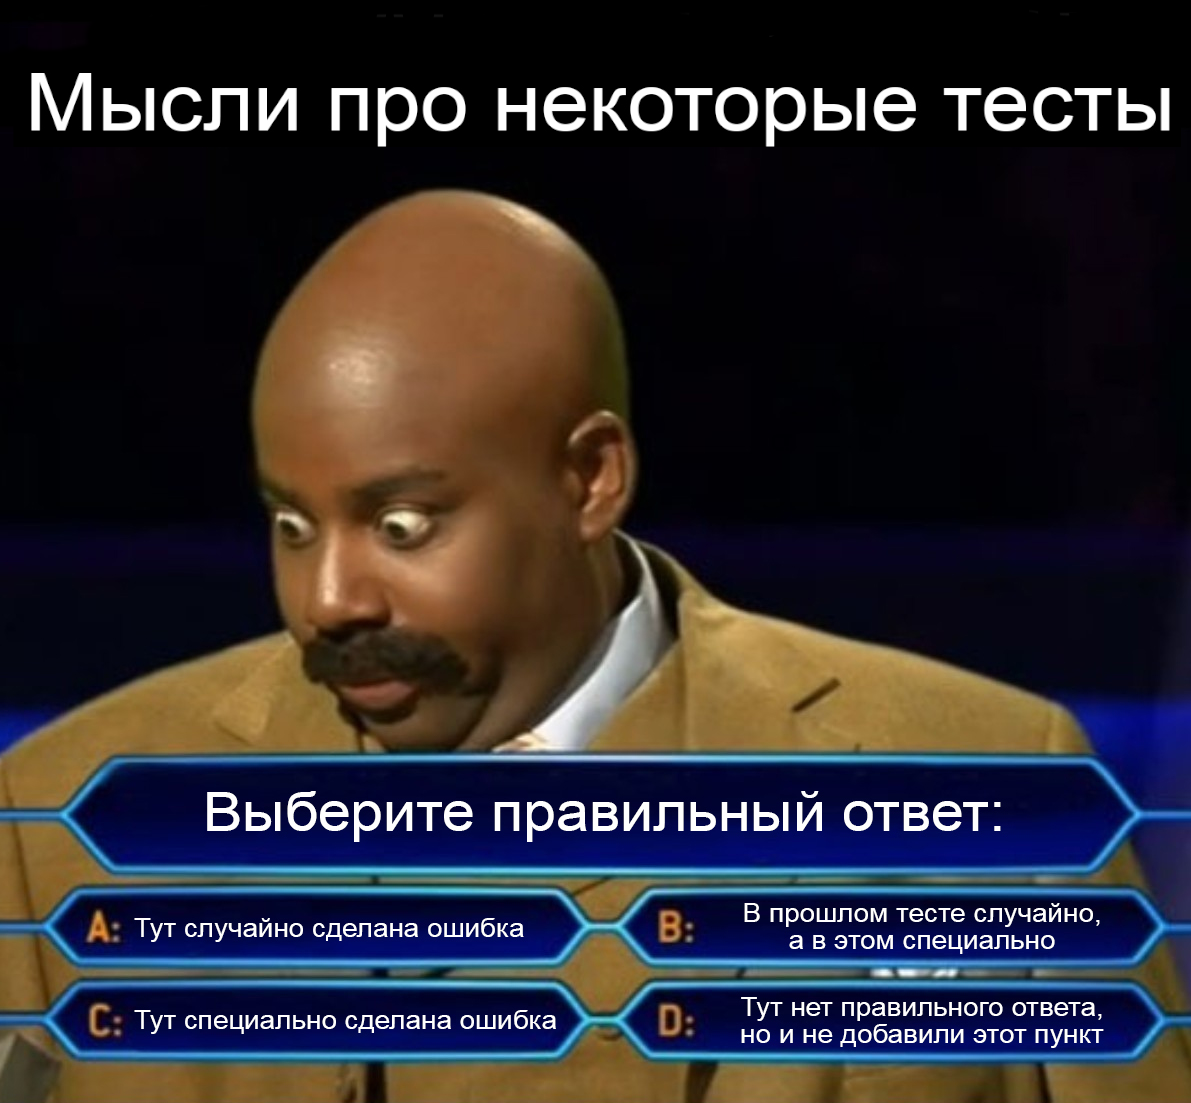 Мысли про некоторые тесты
Выберите правильный ответ:
A: Тут случайно сделана ошибка
B: В прошлом тесте случайно,
а в этом специально
C: Тут специально сделана ошибка
D: Тут нет правильного ответа,
но и не добавили этот пункт